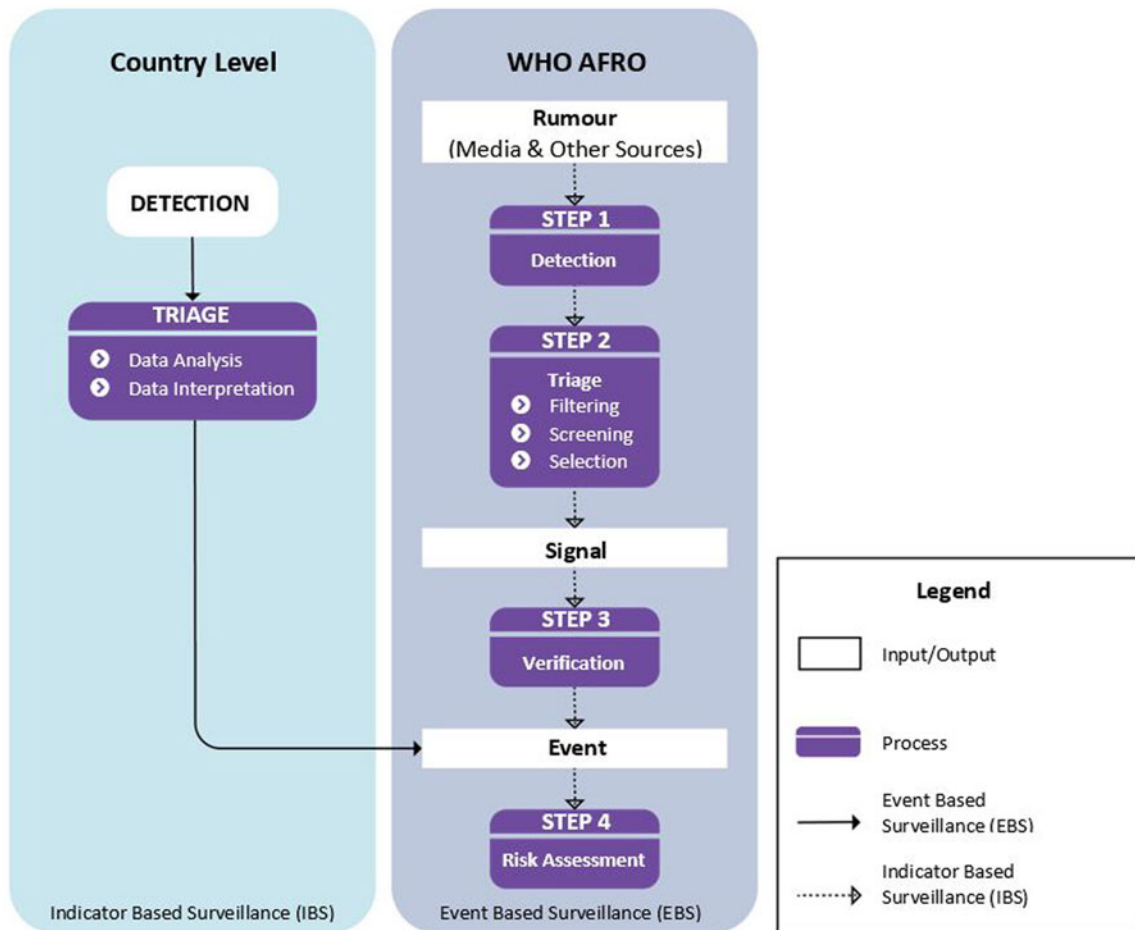 Country Level
DETECTION
TRIAGE
Data Analysis
Data Interpretation
Indicator Based Surveillance (IBS)
WHO AFRO
Rumour
(Media & Other Sources)
STEP 1
Detection
STEP 2
Triage
Filtering
Screening
Selection
Signal
STEP 3
Verification
Event
STEP 4
Risk Assessment
Event Based Surveillance (EBS)
Legend
Input/Output
Process
Event Based
Surveillance (EBS)
Indicator Based
Surveillance (IBS)